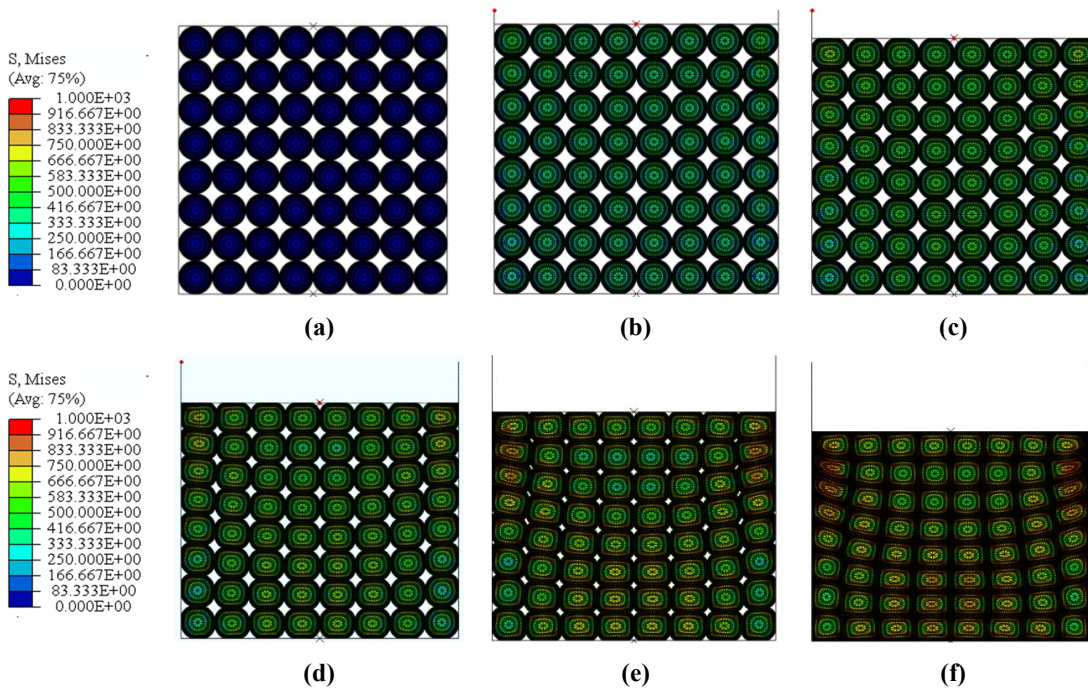 S, Mises
(Avg: 75%)
1.000E+03
916.667E+00
833.333E+00
750.000E+00
666.667E+00
583.333E+00
500.000E+00
416.667E+00
333.333E+00
250.000E+00
166.667E+00
83.333E+00
0.000E+00
(a)
(b)
(c)
S, Mises
(Avg: 75%)
1.000E+03
916.667E+00
833.333E+00
750.000E+00
666.667E+00
583.333E+00
500.000E+00
416.667E+00
333.333E+00
250.000E+00
166.667E+00
83.333E+00
0.000E+00
(d)
(e)
(f)